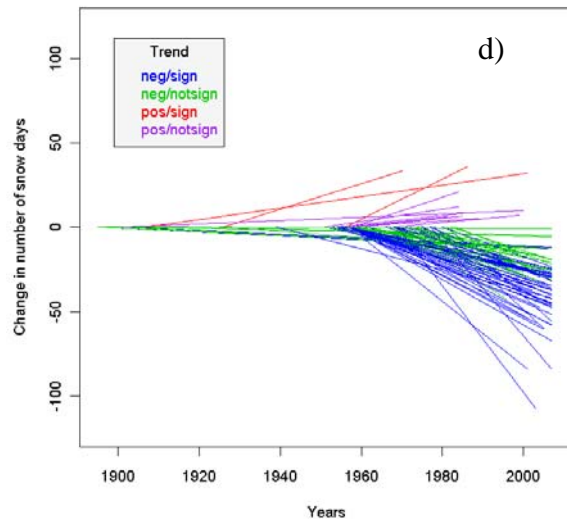 d)
Trend
neg/sign
neg/notsign
pos/sign
pos/notsign
Change in number of snow days
100
50
0
-50
-100
1900 1920 1940 1960 1980 2000
Years